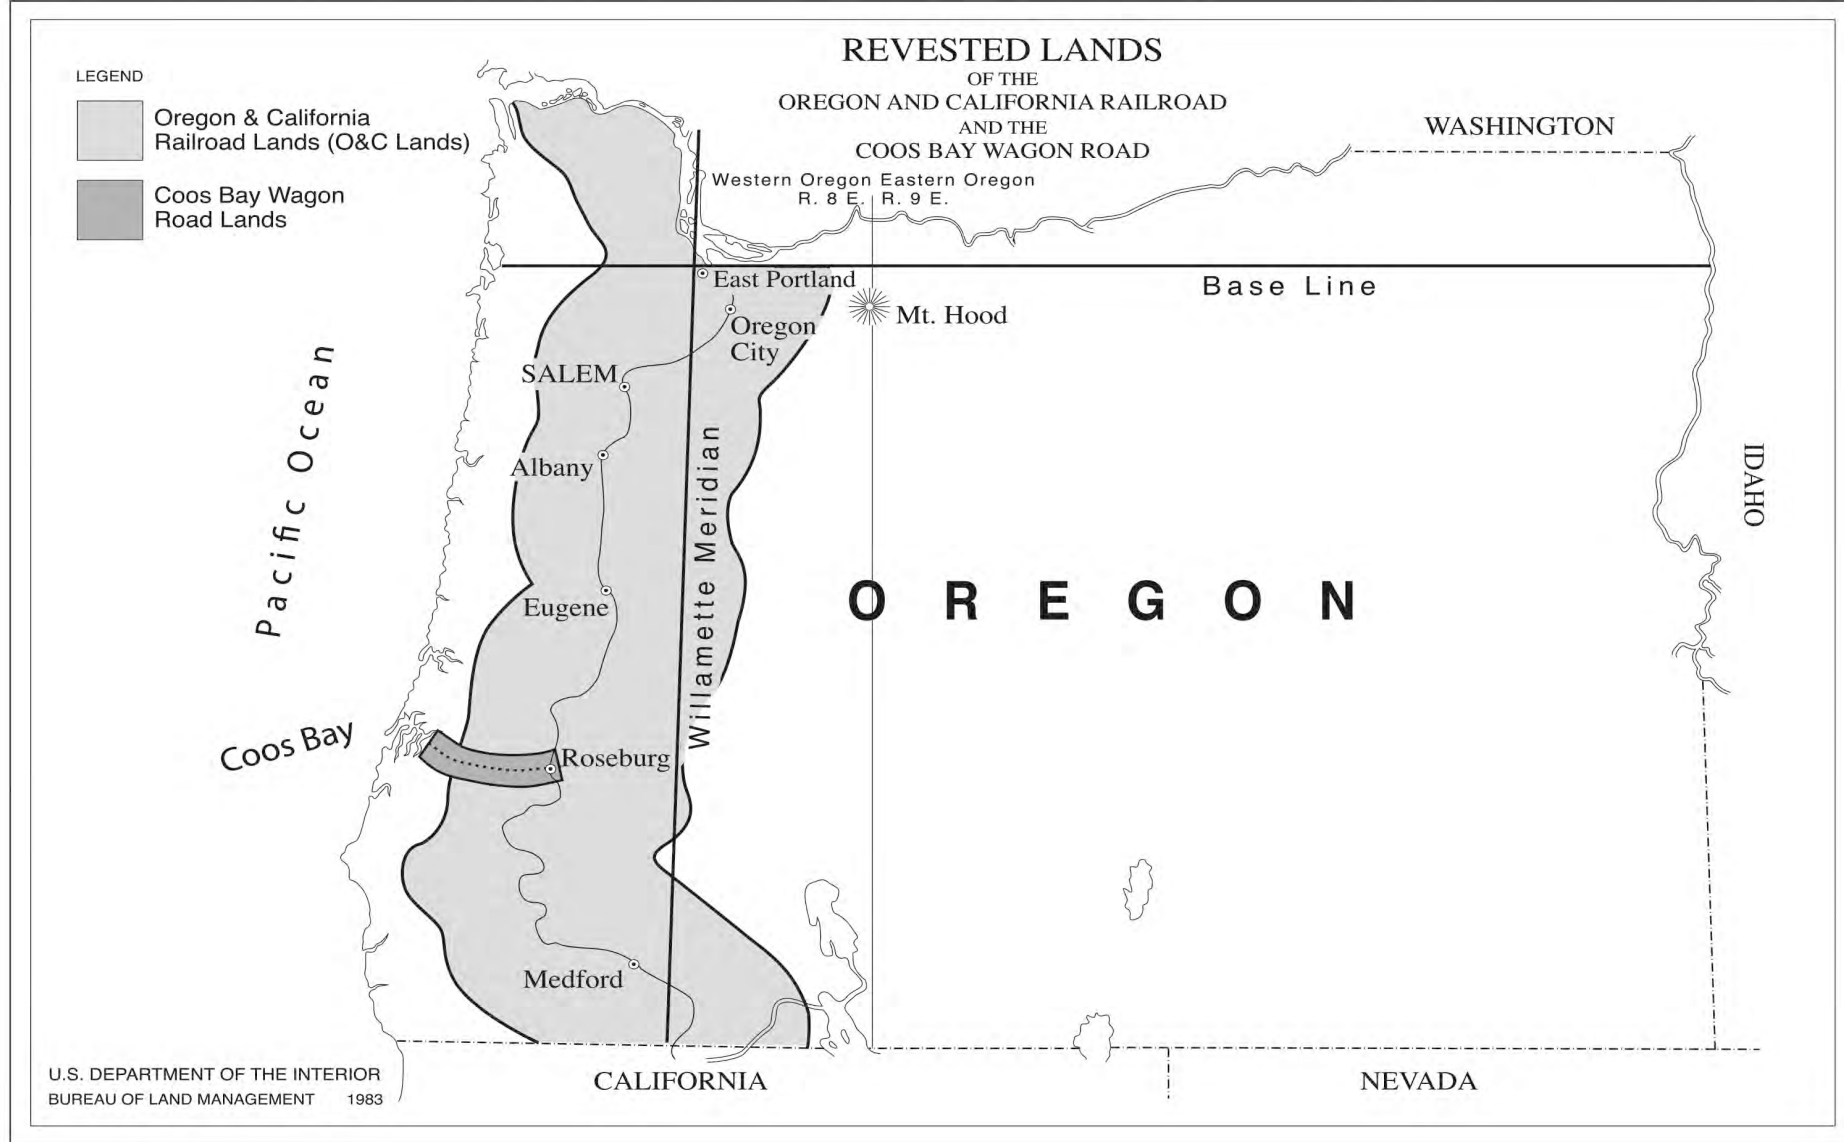 REVESTED LANDS
OF THE
OREGON AND CALIFORNIA RAILROAD
AND THE
COOS BAY WAGON ROAD
LEGEND
Oregon & California
Railroad Lands (O&C Lands)
Coos Bay Wagon
Road Lands
WASHINGTON
Western Oregon Eastern Oregon
R. 8 E. R. 9 E.
East Portland
Base Line
Mt. Hood
Oregon
City
SALEM
Pacific Ocean
Albany
Willamette Meridian
IDAHO
OREGON
Eugene
Coos Bay
Roseburg
Medford
U.S. DEPARTMENT OF THE INTERIOR
BUREAU OF LAND MANAGEMENT 1983
CALIFORNIA
NEVADA